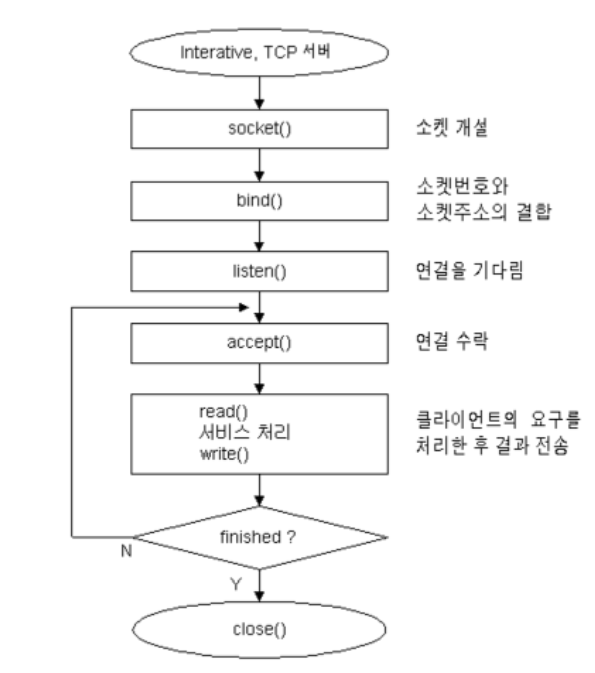 Interative, TCP 서버
socket()
소켓 개설
bind()
소켓번호와
소켓주소의 결합
listen()
연결을 기다림
accept()
연결 수락
read()
서비스 처리
write()
클라이언트의 요구를
처리한 후 결과 전송
finished ?
N
Y
close()